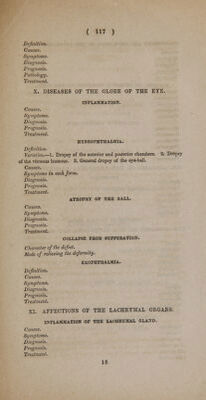 ( 117 )
Definition.
Causes.
Symptoms.
Diagnosis.
Prognosis.
Pathology.
Treatment.
X. DISEASES OF THE GLOBE OF THE EYE.
INFLAMMATION.
Causes.
Symptoms.
Diagnosis.
Prognosis.
Treatment.
HYDROPHTHALMIA.
Definition.
Varieties.—1. Dropsy of the anterior and posterior chambers. 2. Dropsy
of the vitreous humour. 3. General dropsy of the eye-ball.
Causes.
Symptoms in each form.
Diagnosis.
Prognosis.
Treatment.
ATROPHY OF THE BALL.
Causes.
Symptoms.
Diagnosis.
Prognosis.
Treatment.
COLLAPSE FROM SUPPURATION.
Character of the defect.
Mode of relieving the deformity.
EXOPHTHALMIA.
Definition.
Causes.
Symptoms.
Diagnosis.
Prognosis.
Treatment.
XI. AFFECTIONS OF THE LACHRYMAL ORGANS.
INFLAMMATION OF THE LACHRYMAL GLAND.
Causes.
Symptoms.
Diagnosis.
Prognosis.
Treatment.
18